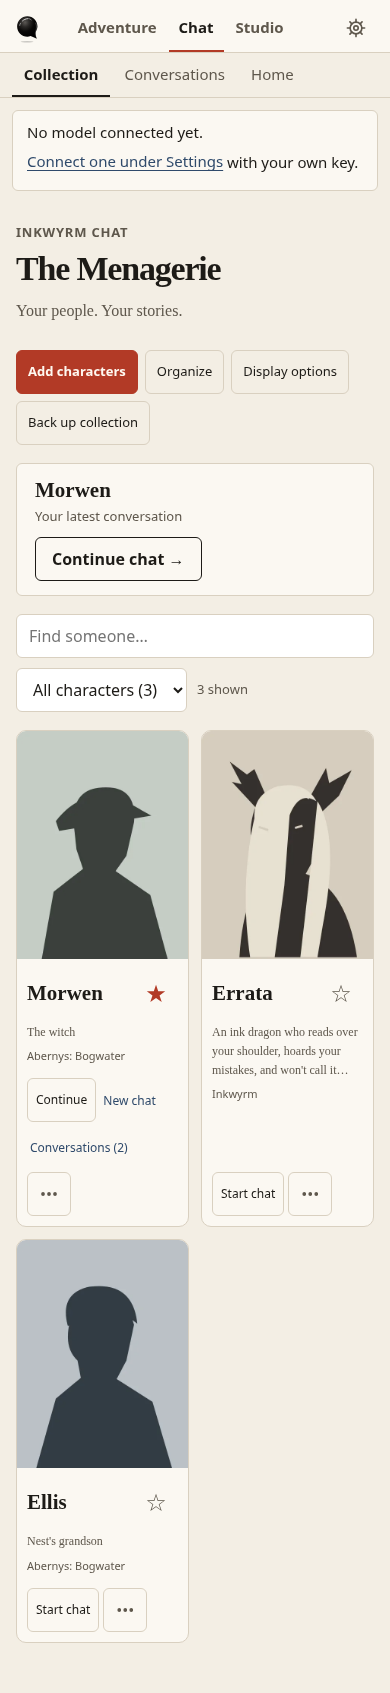 Adventure Chat Studio
Collection Conversations Home
No model connected yet.
Connect one under Settings with your own key.
INKWYRM CHAT
The Menagerie
Your people. Your stories.
Add characters Organize Display options
Back up collection
Morwen
Your latest conversation
Continue chat →
Find someone...
All characters (3) 3 shown
Morwen ★
The witch
Abernys: Bogwater
Continue New chat
Conversations (2)
•••
Errata ☆
An ink dragon who reads over
your shoulder, hoards your
mistakes, and won't call it…
Inkwyrm
Start chat •••
Ellis ☆
Nest's grandson
Abernys: Bogwater
Start chat •••